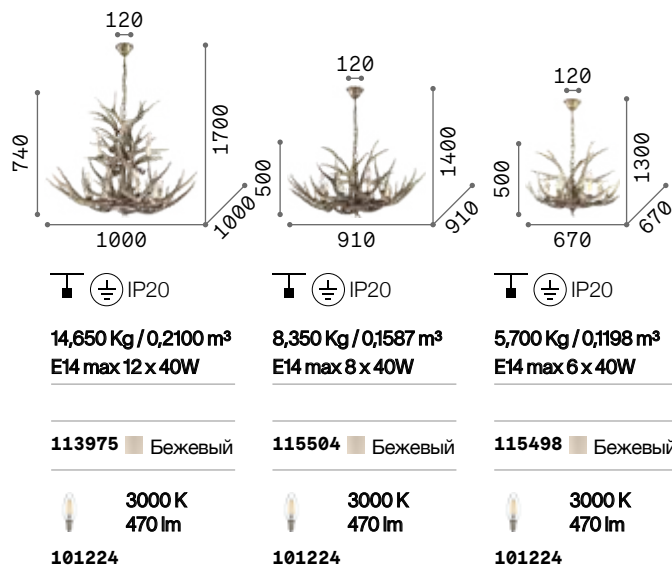 120
740
1700
1000
1000
IP20
14,650 Kg / 0,2100 m³
E14 max 12 x 40W
113975 Бежевый
3000 K
470 lm
101224
120
500
1400
910
910
IP20
8,350 Kg / 0,1587 m³
E14 max 8 x 40W
115504 Бежевый
3000 K
470 lm
101224
120
500
1300
670
670
IP20
5,700 Kg / 0,1198 m³
E14 max 6 x 40W
115498 Бежевый
3000 K
470 lm
101224